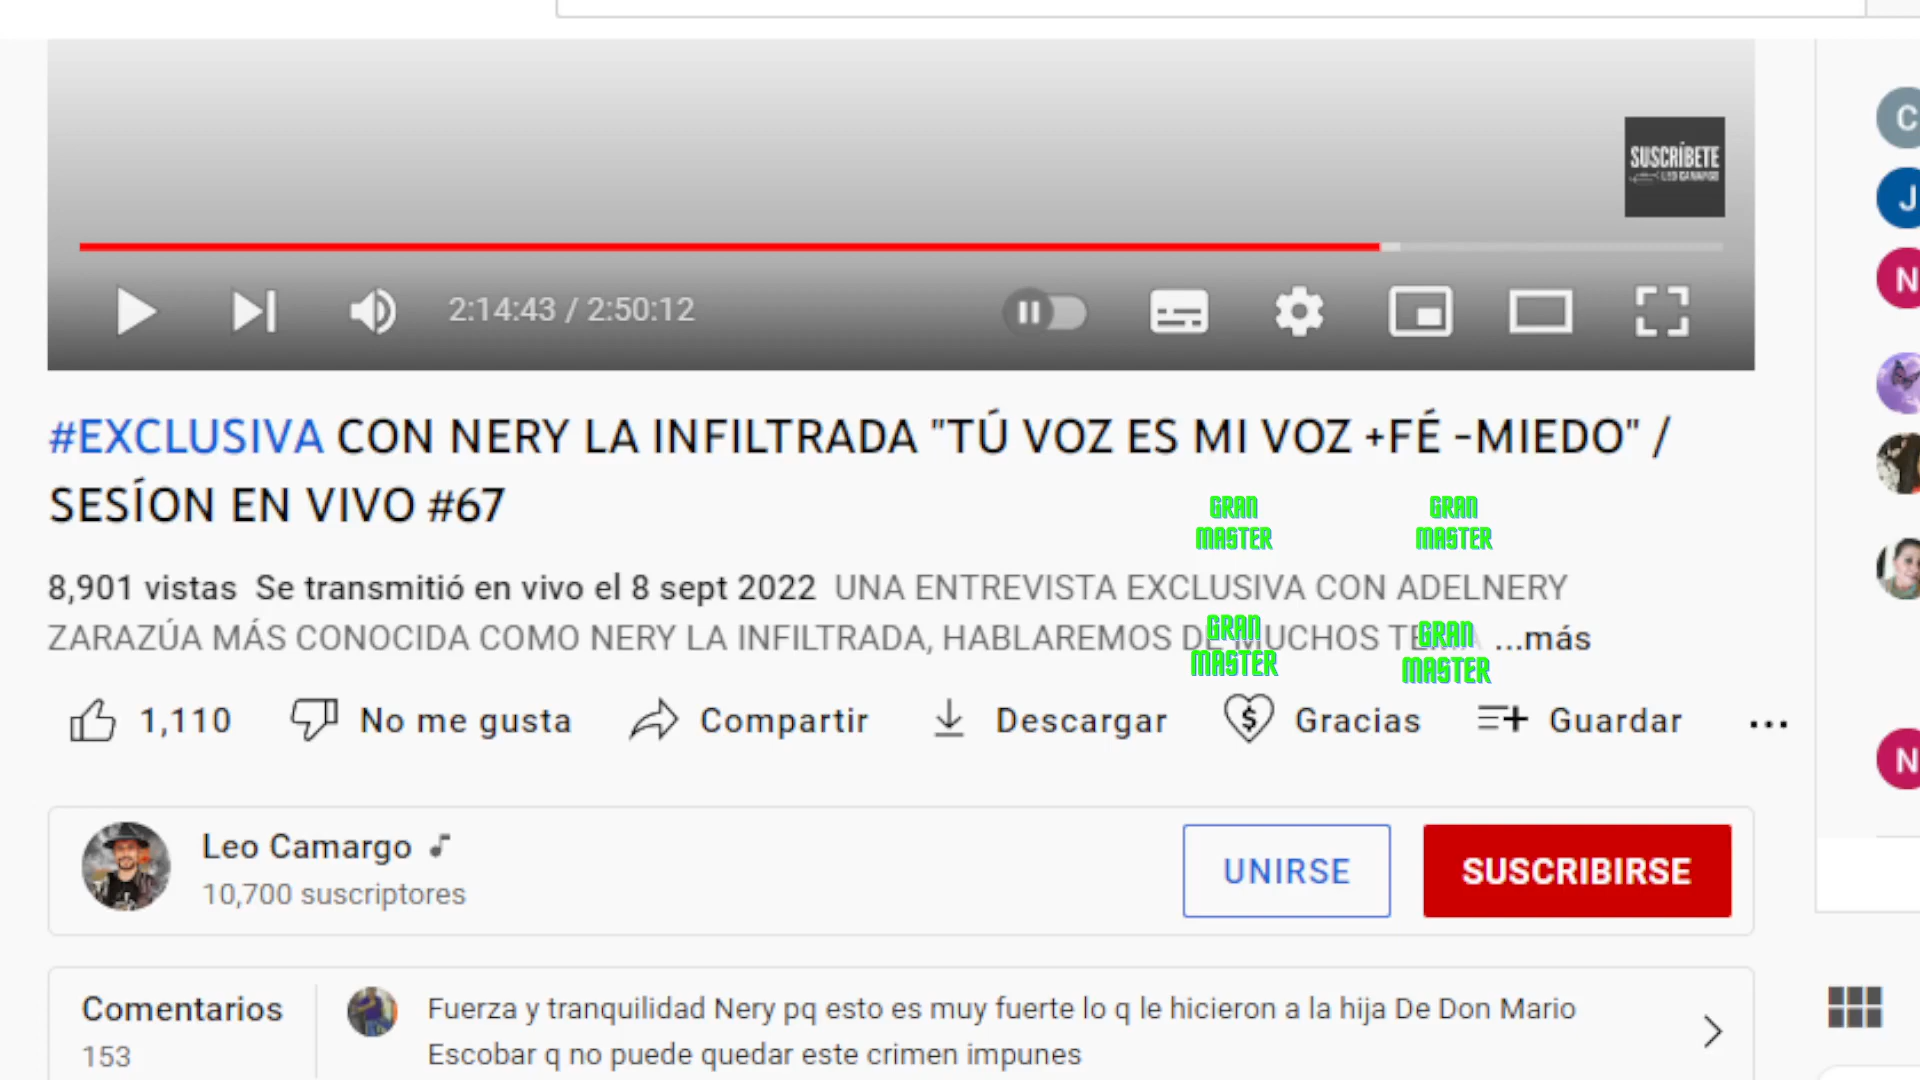 SUSCRÍBETE
LEO CAMARGO
2:14:43 / 2:50:12
#EXCLUSIVA CON NERY LA INFILTRADA "TÚ VOZ ES MI VOZ +FÉ -MIEDO" /
SESÍON EN VIVO #67
GRAN MASTER
GRAN MASTER
8,901 vistas Se transmitió en vivo el 8 sept 2022 UNA ENTREVISTA EXCLUSIVA CON ADELNERY
ZARAZÚA MÁS CONOCIDA COMO NERY LA INFILTRADA, HABLAREMOS DE MUCHOS ...más
GRAN MASTER
GRAN MASTER
1,110 No me gusta Compartir Descargar Gracias Guardar
Leo Camargo
10,700 suscriptores
UNIRSE
SUSCRIBIRSE
Comentarios
153
Fuerza y tranquilidad Nery pq esto es muy fuerte lo q le hicieron a la hija De Don Mario
Escobar q no puede quedar este crimen impunes
C
J
N
N